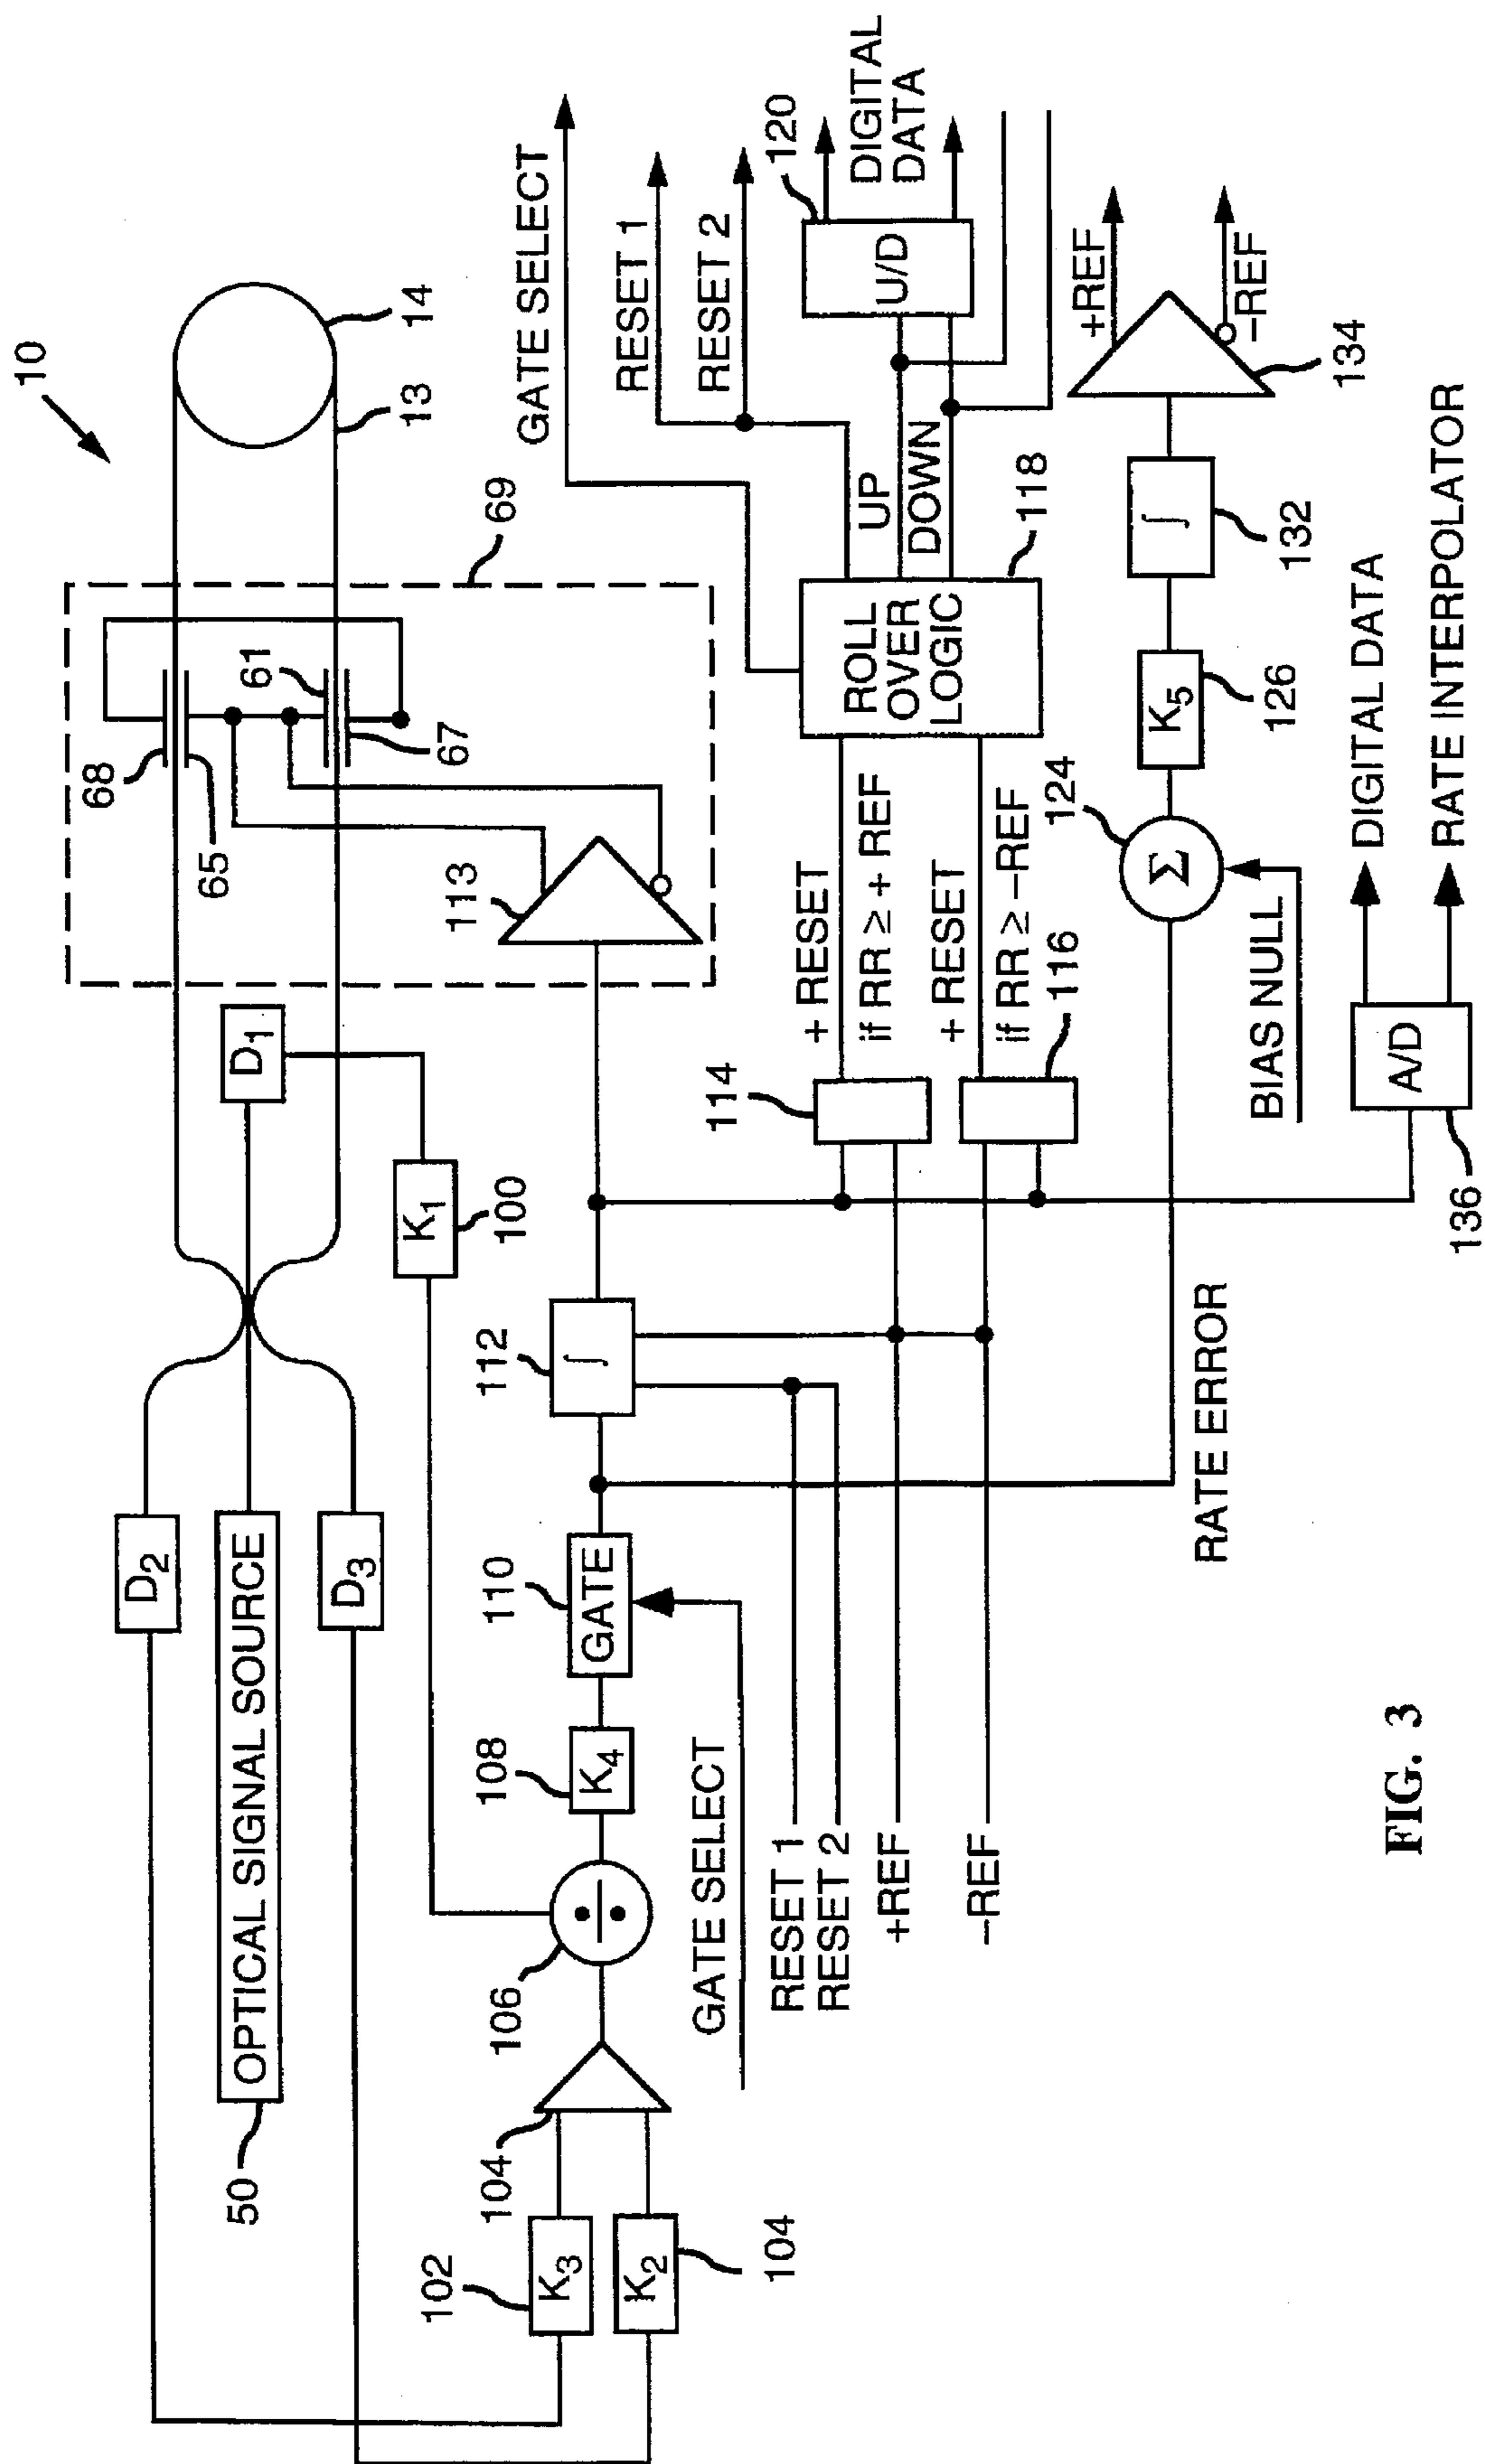 10
D2
OPTICAL SIGNAL SOURCE
50
D3
D1
68
65
61
67
69
13
14
K1
100
113
GATE SELECT
RESET 1
RESET 2
102
K3
K2
104
104
106
108
K4
110
GATE
112
∫
GATE SELECT
RESET 1
RESET 2
+REF
–REF
114
116
+ RESET
if RR ≥ + REF
+ RESET
if RR ≥ –REF
ROLL
OVER
LOGIC
118
UP
DOWN
U/D
120
DIGITAL
DATA
RATE ERROR
BIAS NULL
Σ
124
K5
126
∫
132
134
+REF
–REF
A/D
136
DIGITAL DATA
RATE INTERPOLATOR
FIG. 3